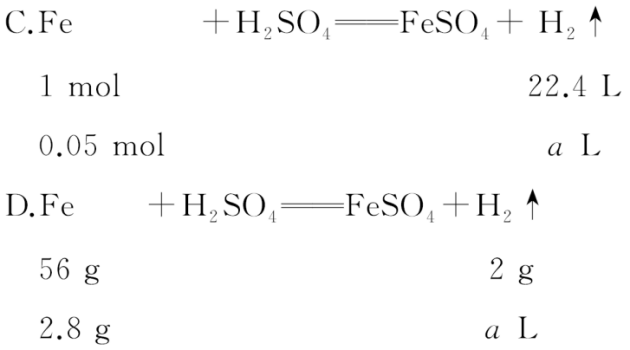 C.Fe + H₂SO₄══FeSO₄ + H₂↑
1 mol 22.4 L
0.05 mol a L
D.Fe + H₂SO₄══FeSO₄ + H₂↑
56 g 2 g
2.8 g a L